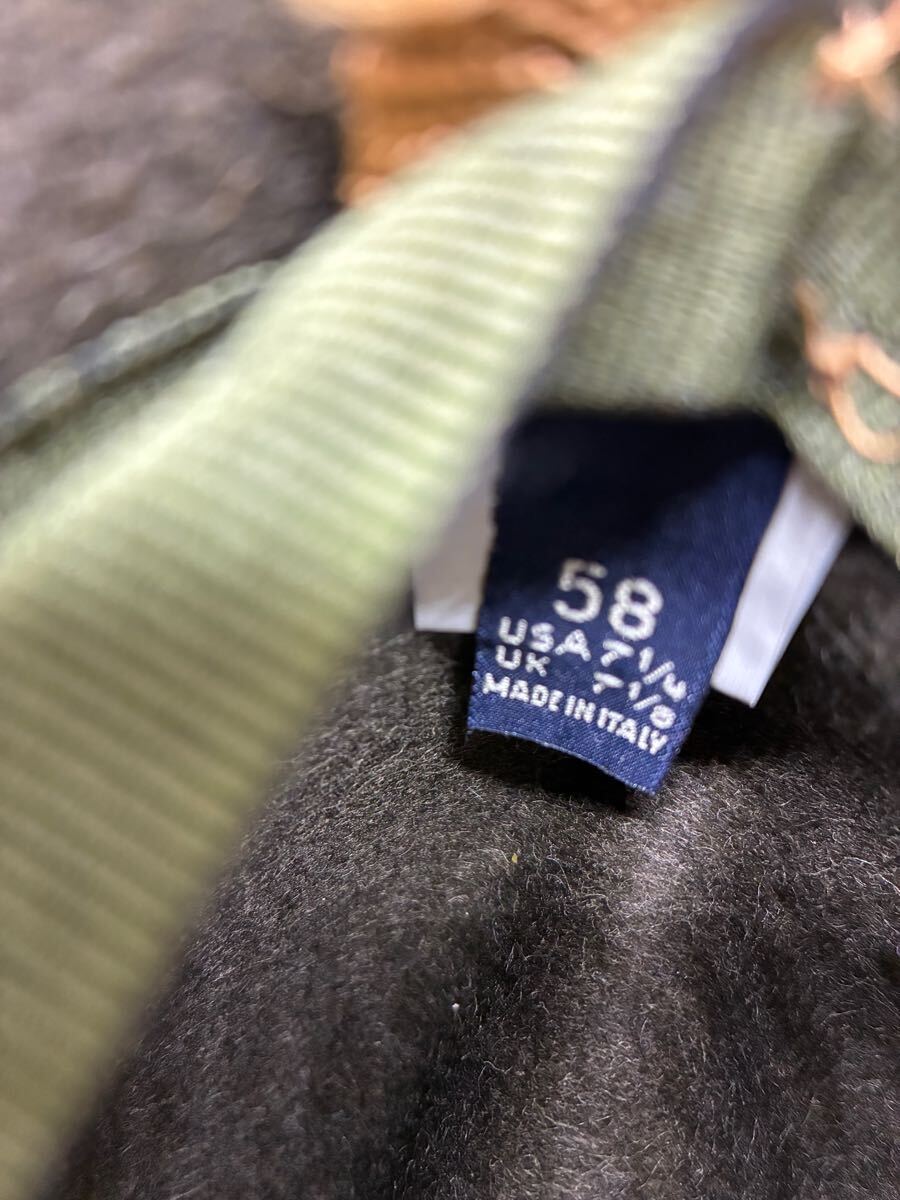 58
USA 7 1/4
UK 7 1/8
MADE IN ITALY